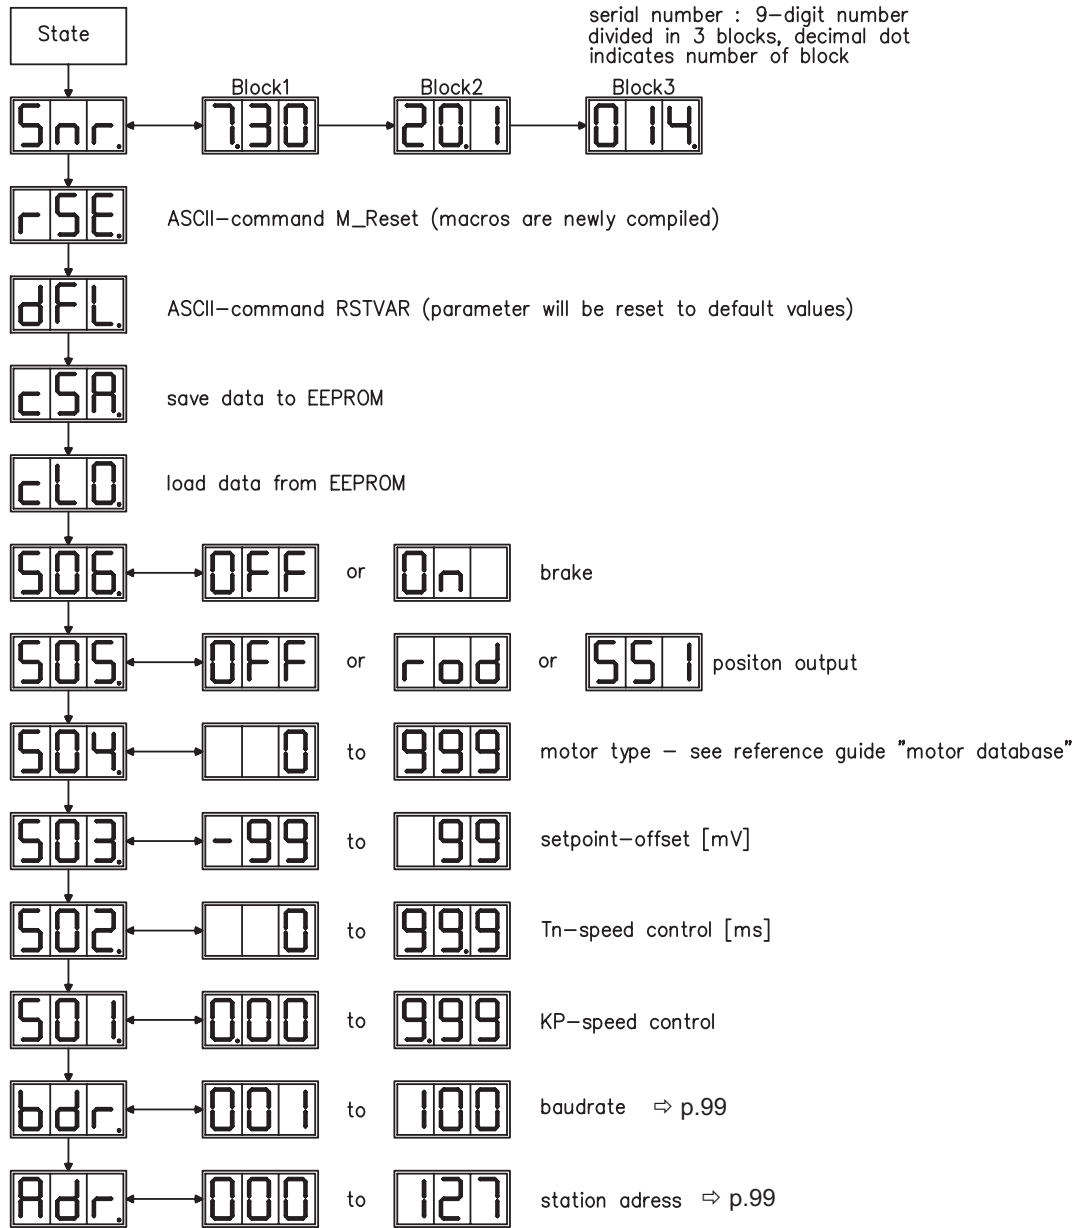 State
serial number : 9-digit number
divided in 3 blocks, decimal dot
indicates number of block
Block1 Block2 Block3
Snr. 7.30 20.1 014.
rSE. ASCII-command M_Reset (macros are newly compiled)
dFL. ASCII-command RSTVAR (parameter will be reset to default values)
cSA. save data to EEPROM
cL0. load data from EEPROM
S06. OFF or On brake
S05. OFF or rod or SS1 positon output
S04. 0 to 999 motor type - see reference guide "motor database"
S03. -99 to 99 setpoint-offset [mV]
S02. 0 to 99.9 Tn-speed control [ms]
S01. 0.00 to 9.99 KP-speed control
bdr. 001 to 100 baudrate ⇨ p.99
Adr. 000 to 127 station adress ⇨ p.99